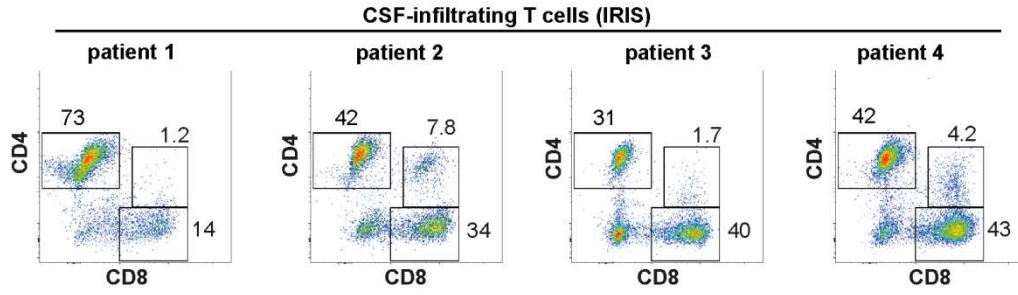 CSF-infiltrating T cells (IRIS)
patient 1 patient 2 patient 3 patient 4
73 1.2 14
42 7.8 34
31 1.7 40
42 4.2 43
CD4 CD4 CD4 CD4
CD8 CD8 CD8 CD8